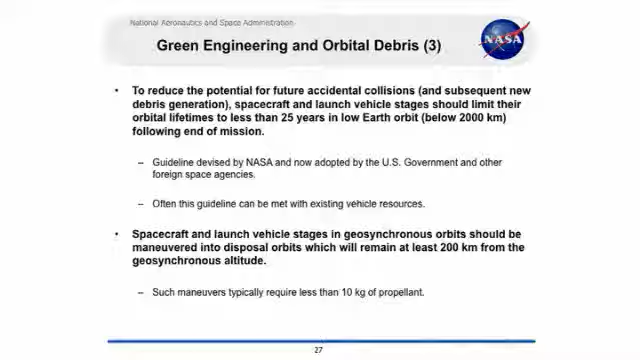 National Aeronautics and Space Administration
Green Engineering and Orbital Debris (3)
NASA
• To reduce the potential for future accidental collisions (and subsequent new
debris generation), spacecraft and launch vehicle stages should limit their
orbital lifetimes to less than 25 years in low Earth orbit (below 2000 km)
following end of mission.
– Guideline devised by NASA and now adopted by the U.S. Government and other
foreign space agencies.
– Often this guideline can be met with existing vehicle resources.
• Spacecraft and launch vehicle stages in geosynchronous orbits should be
maneuvered into disposal orbits which will remain at least 200 km from the
geosynchronous altitude.
– Such maneuvers typically require less than 10 kg of propellant.
27